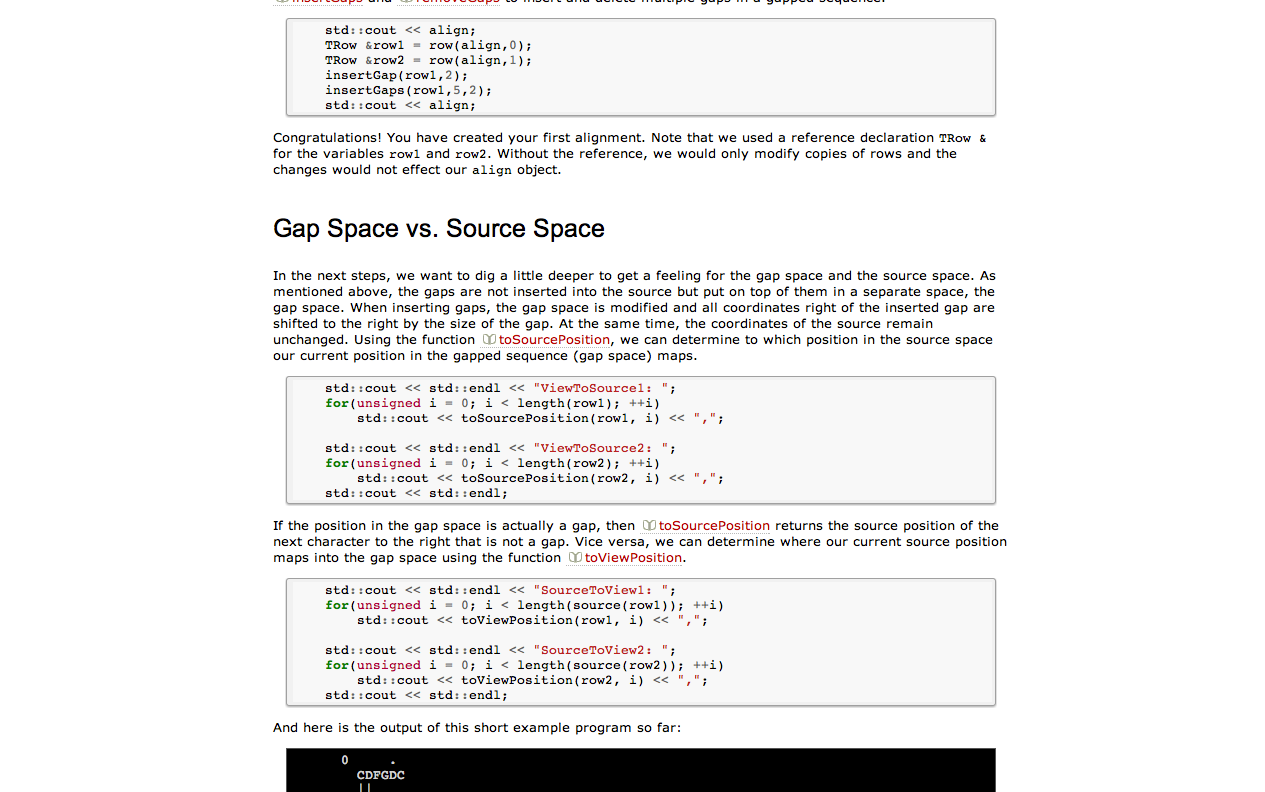 insertGaps and removeGaps to insert and delete multiple gaps in a gapped sequence.
std::cout << align;
TRow &row1 = row(align,0);
TRow &row2 = row(align,1);
insertGap(row1,2);
insertGaps(row1,5,2);
std::cout << align;
Congratulations! You have created your first alignment. Note that we used a reference declaration TRow &
for the variables row1 and row2. Without the reference, we would only modify copies of rows and the
changes would not effect our align object.
Gap Space vs. Source Space
In the next steps, we want to dig a little deeper to get a feeling for the gap space and the source space. As
mentioned above, the gaps are not inserted into the source but put on top of them in a separate space, the
gap space. When inserting gaps, the gap space is modified and all coordinates right of the inserted gap are
shifted to the right by the size of the gap. At the same time, the coordinates of the source remain
unchanged. Using the function toSourcePosition, we can determine to which position in the source space
our current position in the gapped sequence (gap space) maps.
std::cout << std::endl << "ViewToSource1: ";
for(unsigned i = 0; i < length(row1); ++i)
std::cout << toSourcePosition(row1, i) << ",";
std::cout << std::endl << "ViewToSource2: ";
for(unsigned i = 0; i < length(row2); ++i)
std::cout << toSourcePosition(row2, i) << ",";
std::cout << std::endl;
If the position in the gap space is actually a gap, then toSourcePosition returns the source position of the
next character to the right that is not a gap. Vice versa, we can determine where our current source position
maps into the gap space using the function toViewPosition.
std::cout << std::endl << "SourceToView1: ";
for(unsigned i = 0; i < length(source(row1)); ++i)
std::cout << toViewPosition(row1, i) << ",";
std::cout << std::endl << "SourceToView2: ";
for(unsigned i = 0; i < length(source(row2)); ++i)
std::cout << toViewPosition(row2, i) << ",";
std::cout << std::endl;
And here is the output of this short example program so far:
0 .
CDFGDC
||